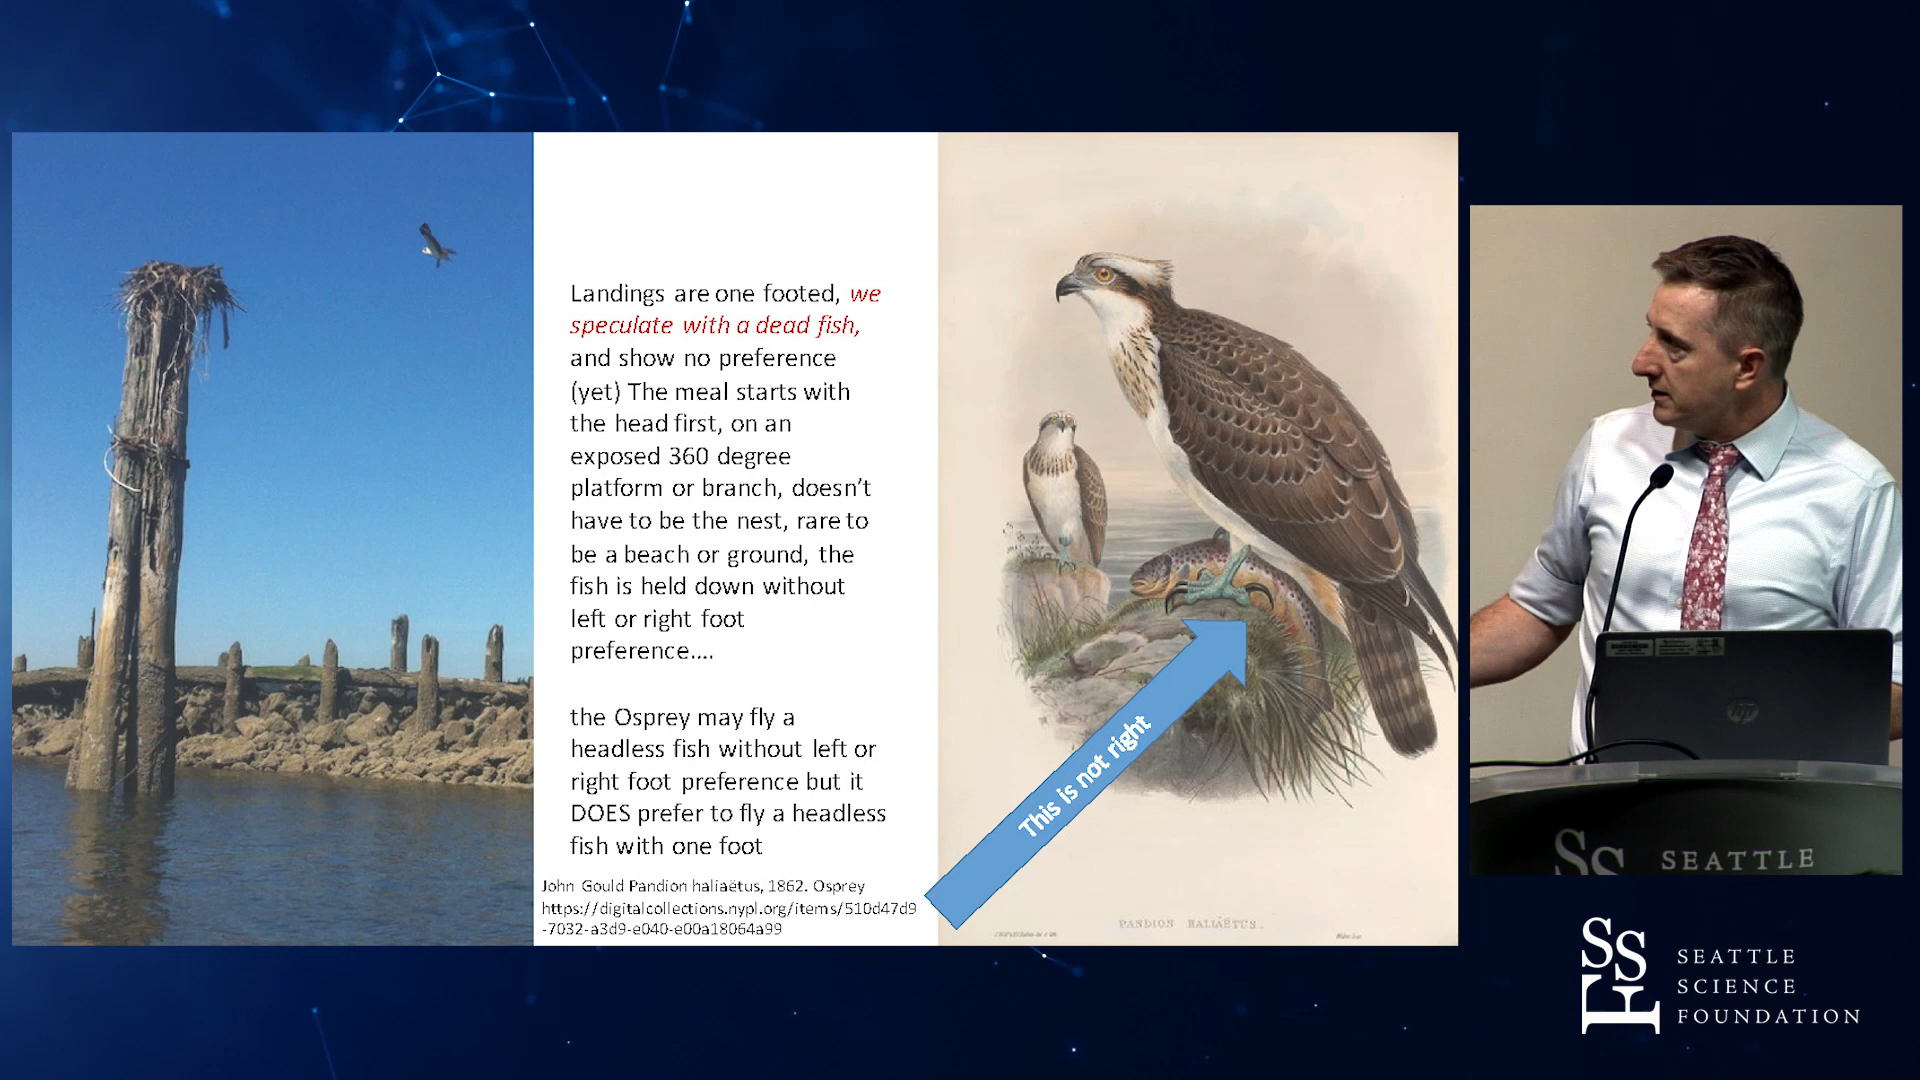 Landings are one footed, we
speculate with a dead fish,
and show no preference
(yet) The meal starts with
the head first, on an
exposed 360 degree
platform or branch, doesn’t
have to be the nest, rare to
be a beach or ground, the
fish is held down without
left or right foot
preference....
the Osprey may fly a
headless fish without left or
right foot preference but it
DOES prefer to fly a headless
fish with one foot
John Gould Pandion haliaëtus, 1862. Osprey
https://digitalcollections.nypl.org/items/510d47d9
-7032-a3d9-e040-e00a18064a99
This is not right
PANDION HALIAËTUS.
hp
SS
SEATTLE
SSF
SEATTLE
SCIENCE
FOUNDATION